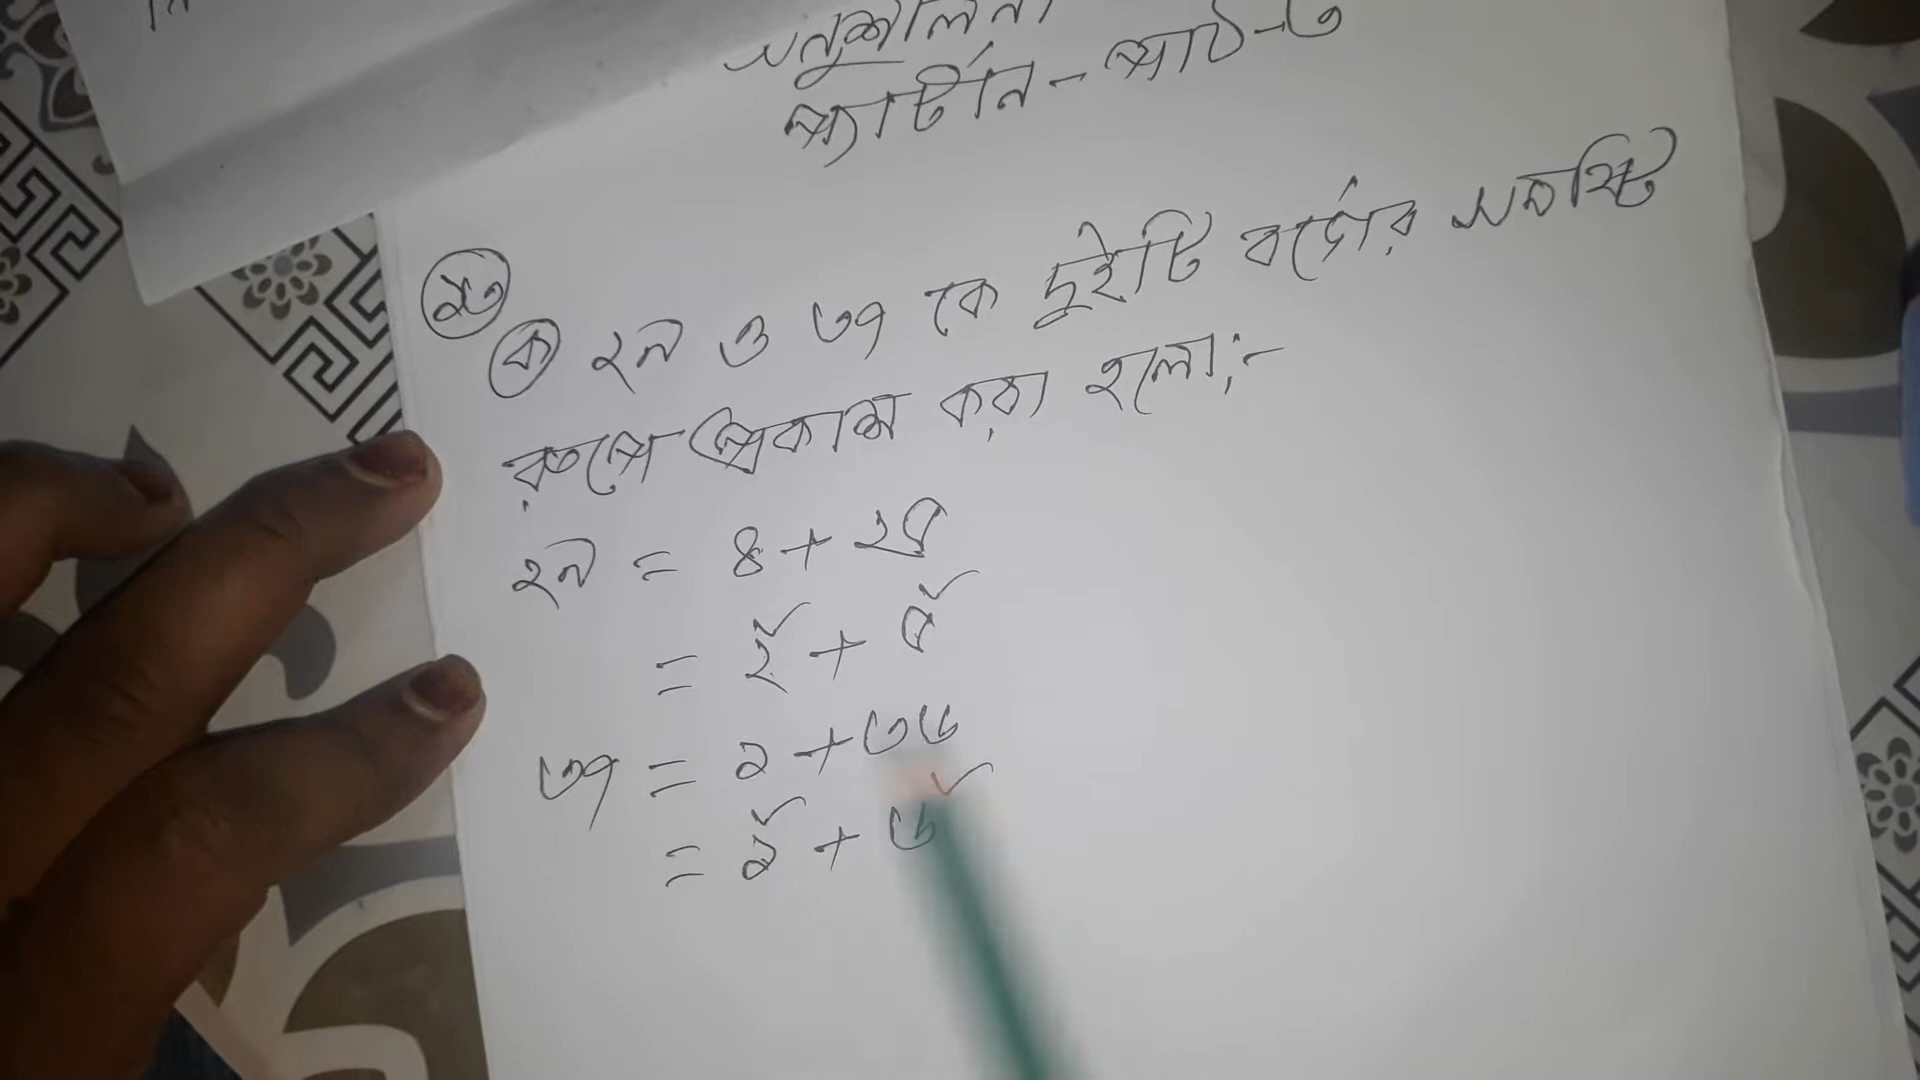 অনুশীলনী
প্যাটার্ন-পাঠ-৩
১৩
ক ২৯ ও ৩৭ কে দুইটি বর্গের সমষ্টি
রুপে প্রকাশ করা হলো:-
২৯ = ৪ + ২৫
= ২² + ৫²
৩৭ = ১ + ৩৬
= ১² + ৬²